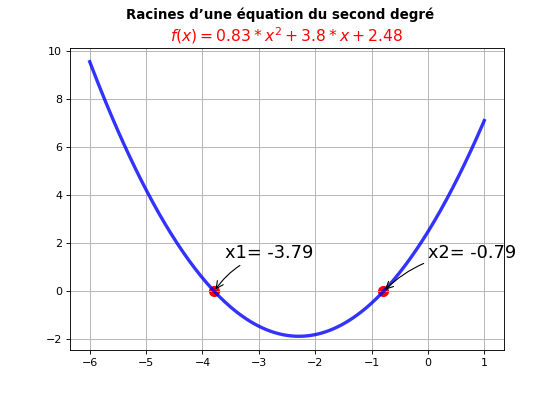 Racines d’une équation du second degré
f(x) = 0.83 * x² + 3.8 * x + 2.48
10
8
6
4
2
0
−2
x1= -3.79
x2= -0.79
−6 −5 −4 −3 −2 −1 0 1